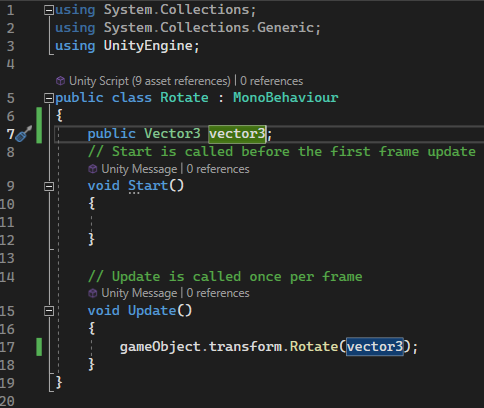 1 using System.Collections;
2 using System.Collections.Generic;
3 using UnityEngine;
4
Unity Script (9 asset references) | 0 references
5 public class Rotate : MonoBehaviour
6 {
7 public Vector3 vector3;
8 // Start is called before the first frame update
Unity Message | 0 references
9 void Start()
10 {
11
12 }
13
14 // Update is called once per frame
Unity Message | 0 references
15 void Update()
16 {
17 gameObject.transform.Rotate(vector3);
18 }
19 }
20